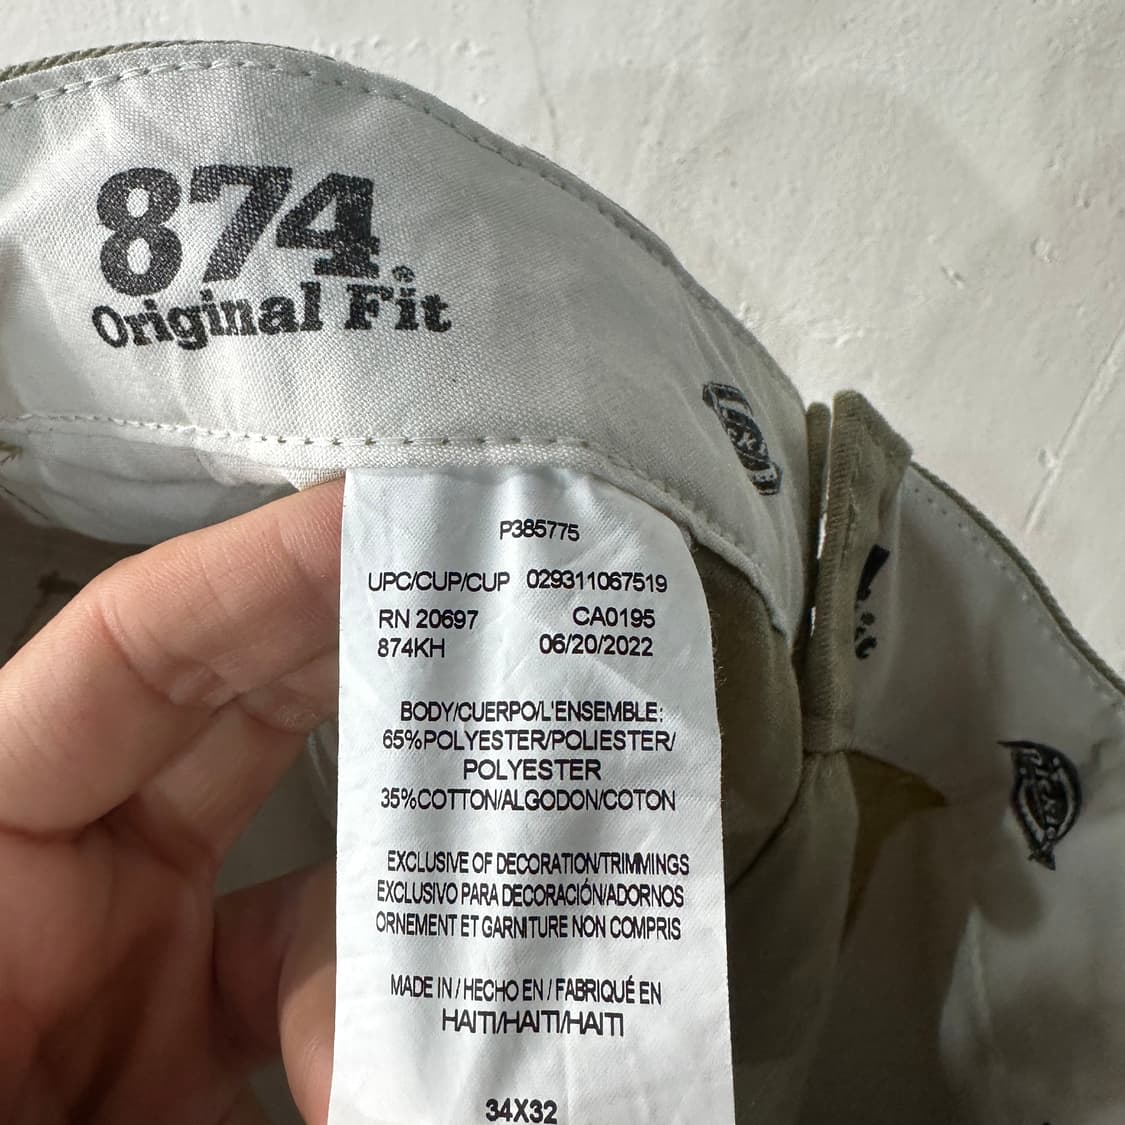 874
Original Fit
Dickies
P385775
UPC/CUP/CUP 029311067519
RN 20697 CA0195
874KH 06/20/2022
BODY/CUERPO/L'ENSEMBLE:
65%POLYESTER/POLIESTER/
POLYESTER
35%COTTON/ALGODON/COTON
EXCLUSIVE OF DECORATION/TRIMMINGS
EXCLUSIVO PARA DECORACIÓN/ADORNOS
ORNEMENT ET GARNITURE NON COMPRIS
MADE IN / HECHO EN / FABRIQUÉ EN
HAITI/HAITI/HAITI
34X32
Dickies